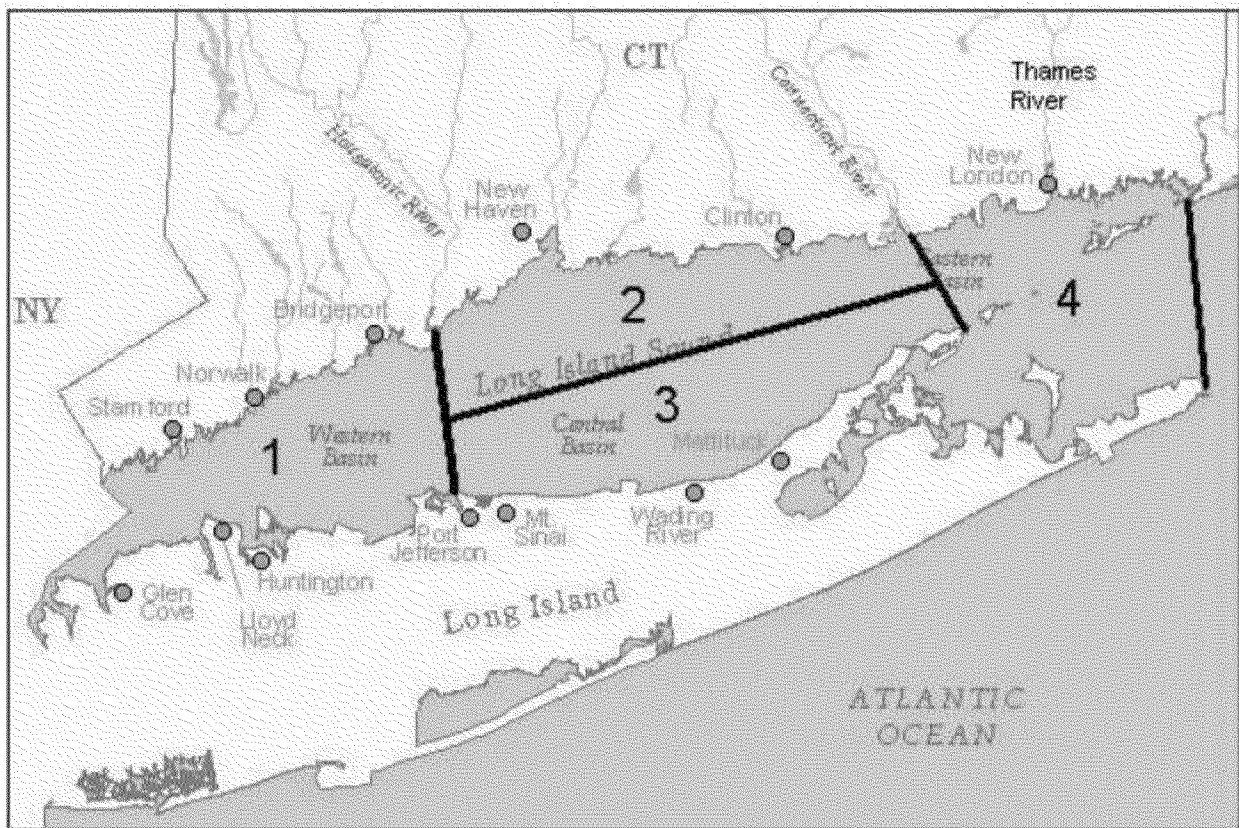 CT
Thames
River
Connecticut River
Housatonic River
New
London
New
Haven
Clinton
NY
Bridgeport
2
Eastern
Basin
4
Long Island Sound
Norwalk
3
Stamford
1
Western
Basin
Central
Basin
Mattituck
Port
Jefferson
Mt.
Sinai
Wading
River
Huntington
Glen
Cove
Lloyd
Neck
Long Island
ATLANTIC
OCEAN